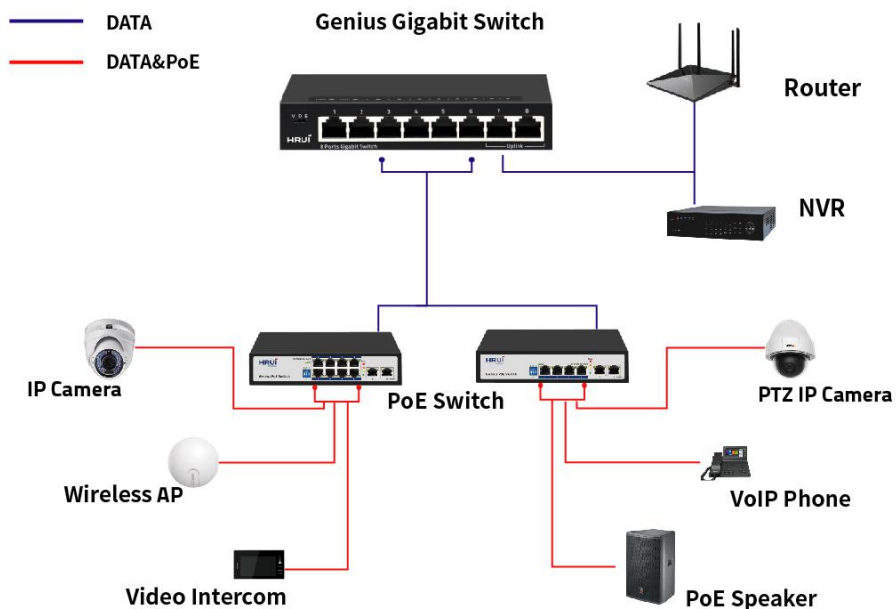 DATA
DATA&PoE
Genius Gigabit Switch
1 2 3 4 5 6 7 8
HRUI
8 Ports Gigabit Switch
Uplink
Router
NVR
HRUI
HRUI
IP Camera
PoE Switch
PTZ IP Camera
Wireless AP
VoIP Phone
Video Intercom
PoE Speaker